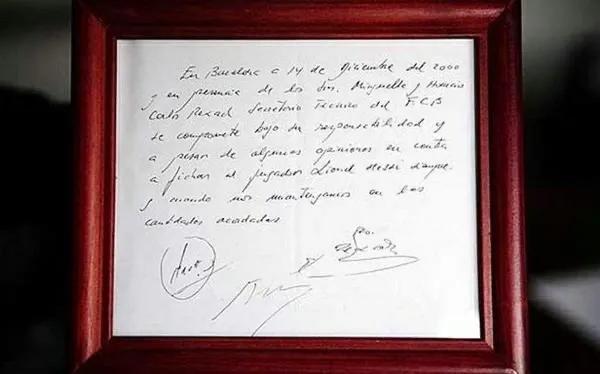 En Barcelona a 14 de Diciembre del 2000
y en presencia de los Srs. Minguella y Horacio
Carlos Rexach Secretario Tecnico del F.C.B
se compromete bajo su responsabilidad y
a pesar de algunas opiniones en contra
a fichar al jugador Lionel Messi siempre
y cuando nos mantengamos en las
cantidades acordadas